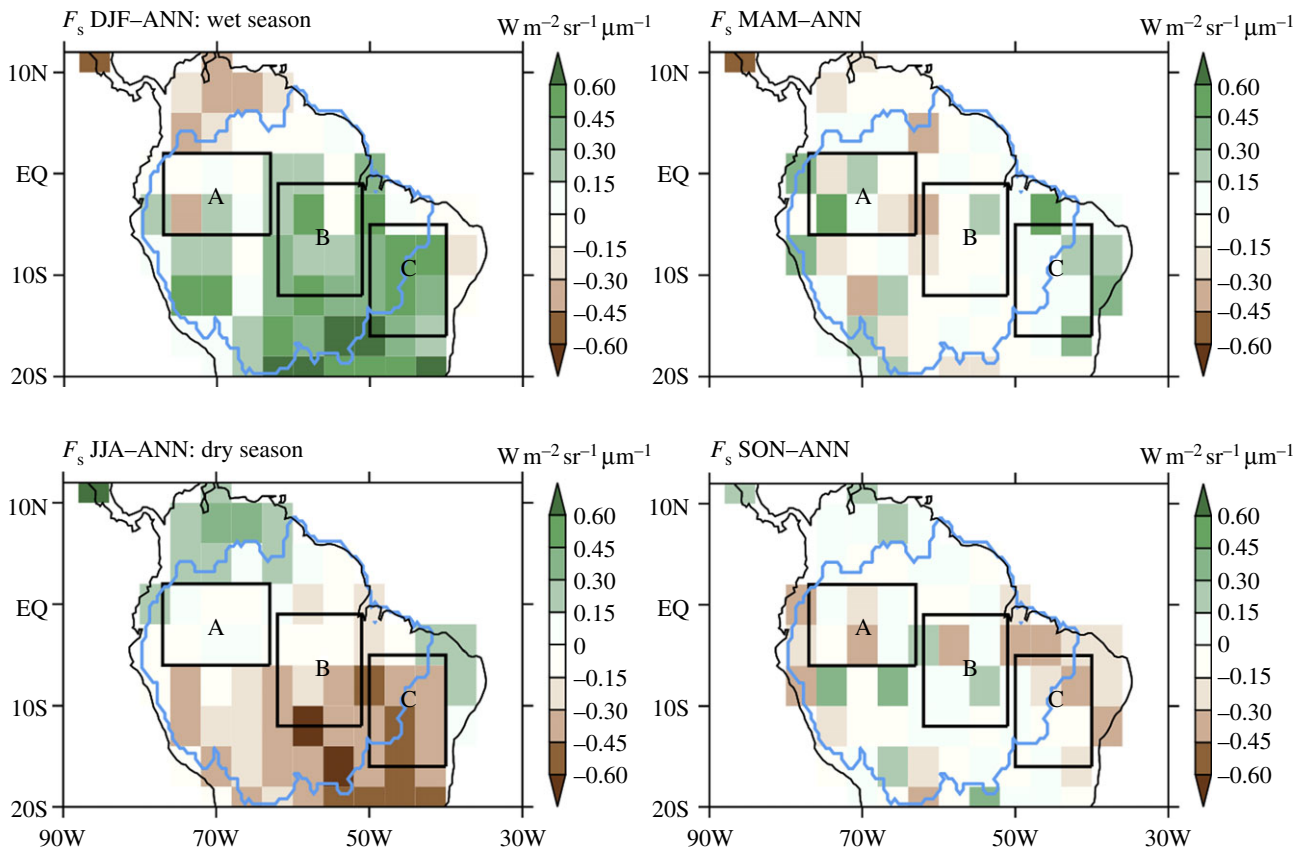 F_s DJF–ANN: wet season W m−2 sr−1 µm−1
10N
EQ
10S
20S
A
B
C
0.60
0.45
0.30
0.15
0
−0.15
−0.30
−0.45
−0.60
F_s MAM–ANN W m−2 sr−1 µm−1
10N
EQ
10S
20S
A
B
C
0.60
0.45
0.30
0.15
0
−0.15
−0.30
−0.45
−0.60
F_s JJA–ANN: dry season W m−2 sr−1 µm−1
10N
EQ
10S
20S
A
B
C
0.60
0.45
0.30
0.15
0
−0.15
−0.30
−0.45
−0.60
90W 70W 50W 30W
F_s SON–ANN W m−2 sr−1 µm−1
10N
EQ
10S
20S
A
B
C
0.60
0.45
0.30
0.15
0
−0.15
−0.30
−0.45
−0.60
90W 70W 50W 30W